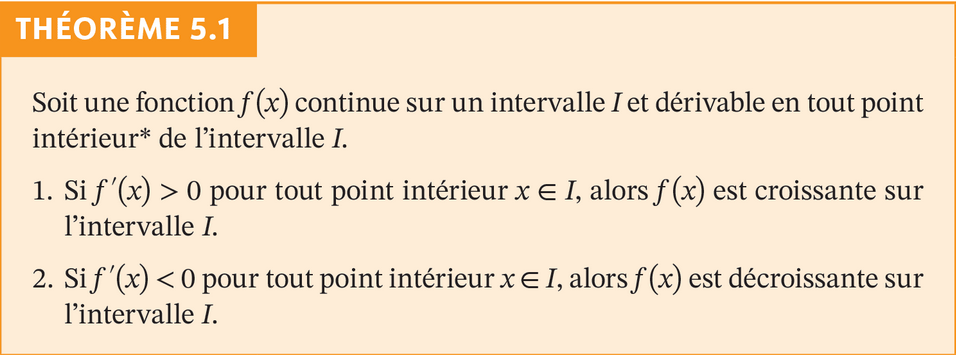 THÉORÈME 5.1
Soit une fonction f(x) continue sur un intervalle I et dérivable en tout point
intérieur* de l'intervalle I.
1. Si f ′(x) > 0 pour tout point intérieur x ∈ I, alors f(x) est croissante sur
l'intervalle I.
2. Si f ′(x) < 0 pour tout point intérieur x ∈ I, alors f(x) est décroissante sur
l'intervalle I.